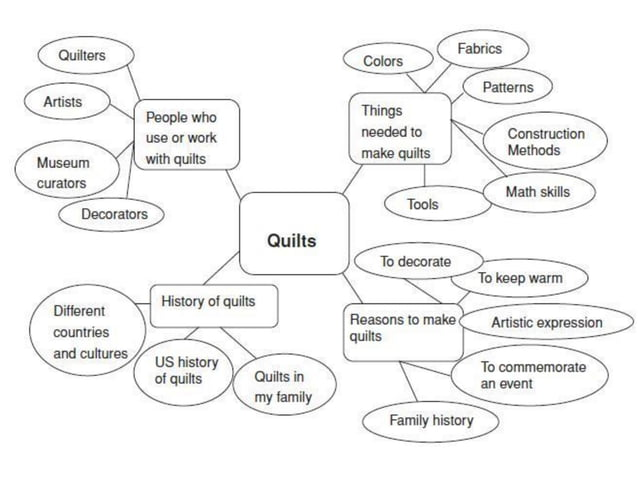 Quilters
Artists
Museum
curators
Decorators
People who
use or work
with quilts
Colors
Fabrics
Patterns
Construction
Methods
Math skills
Tools
Things
needed to
make quilts
Quilts
History of quilts
Different
countries
and cultures
US history
of quilts
Quilts in
my family
Reasons to make
quilts
To decorate
To keep warm
Artistic expression
To commemorate
an event
Family history